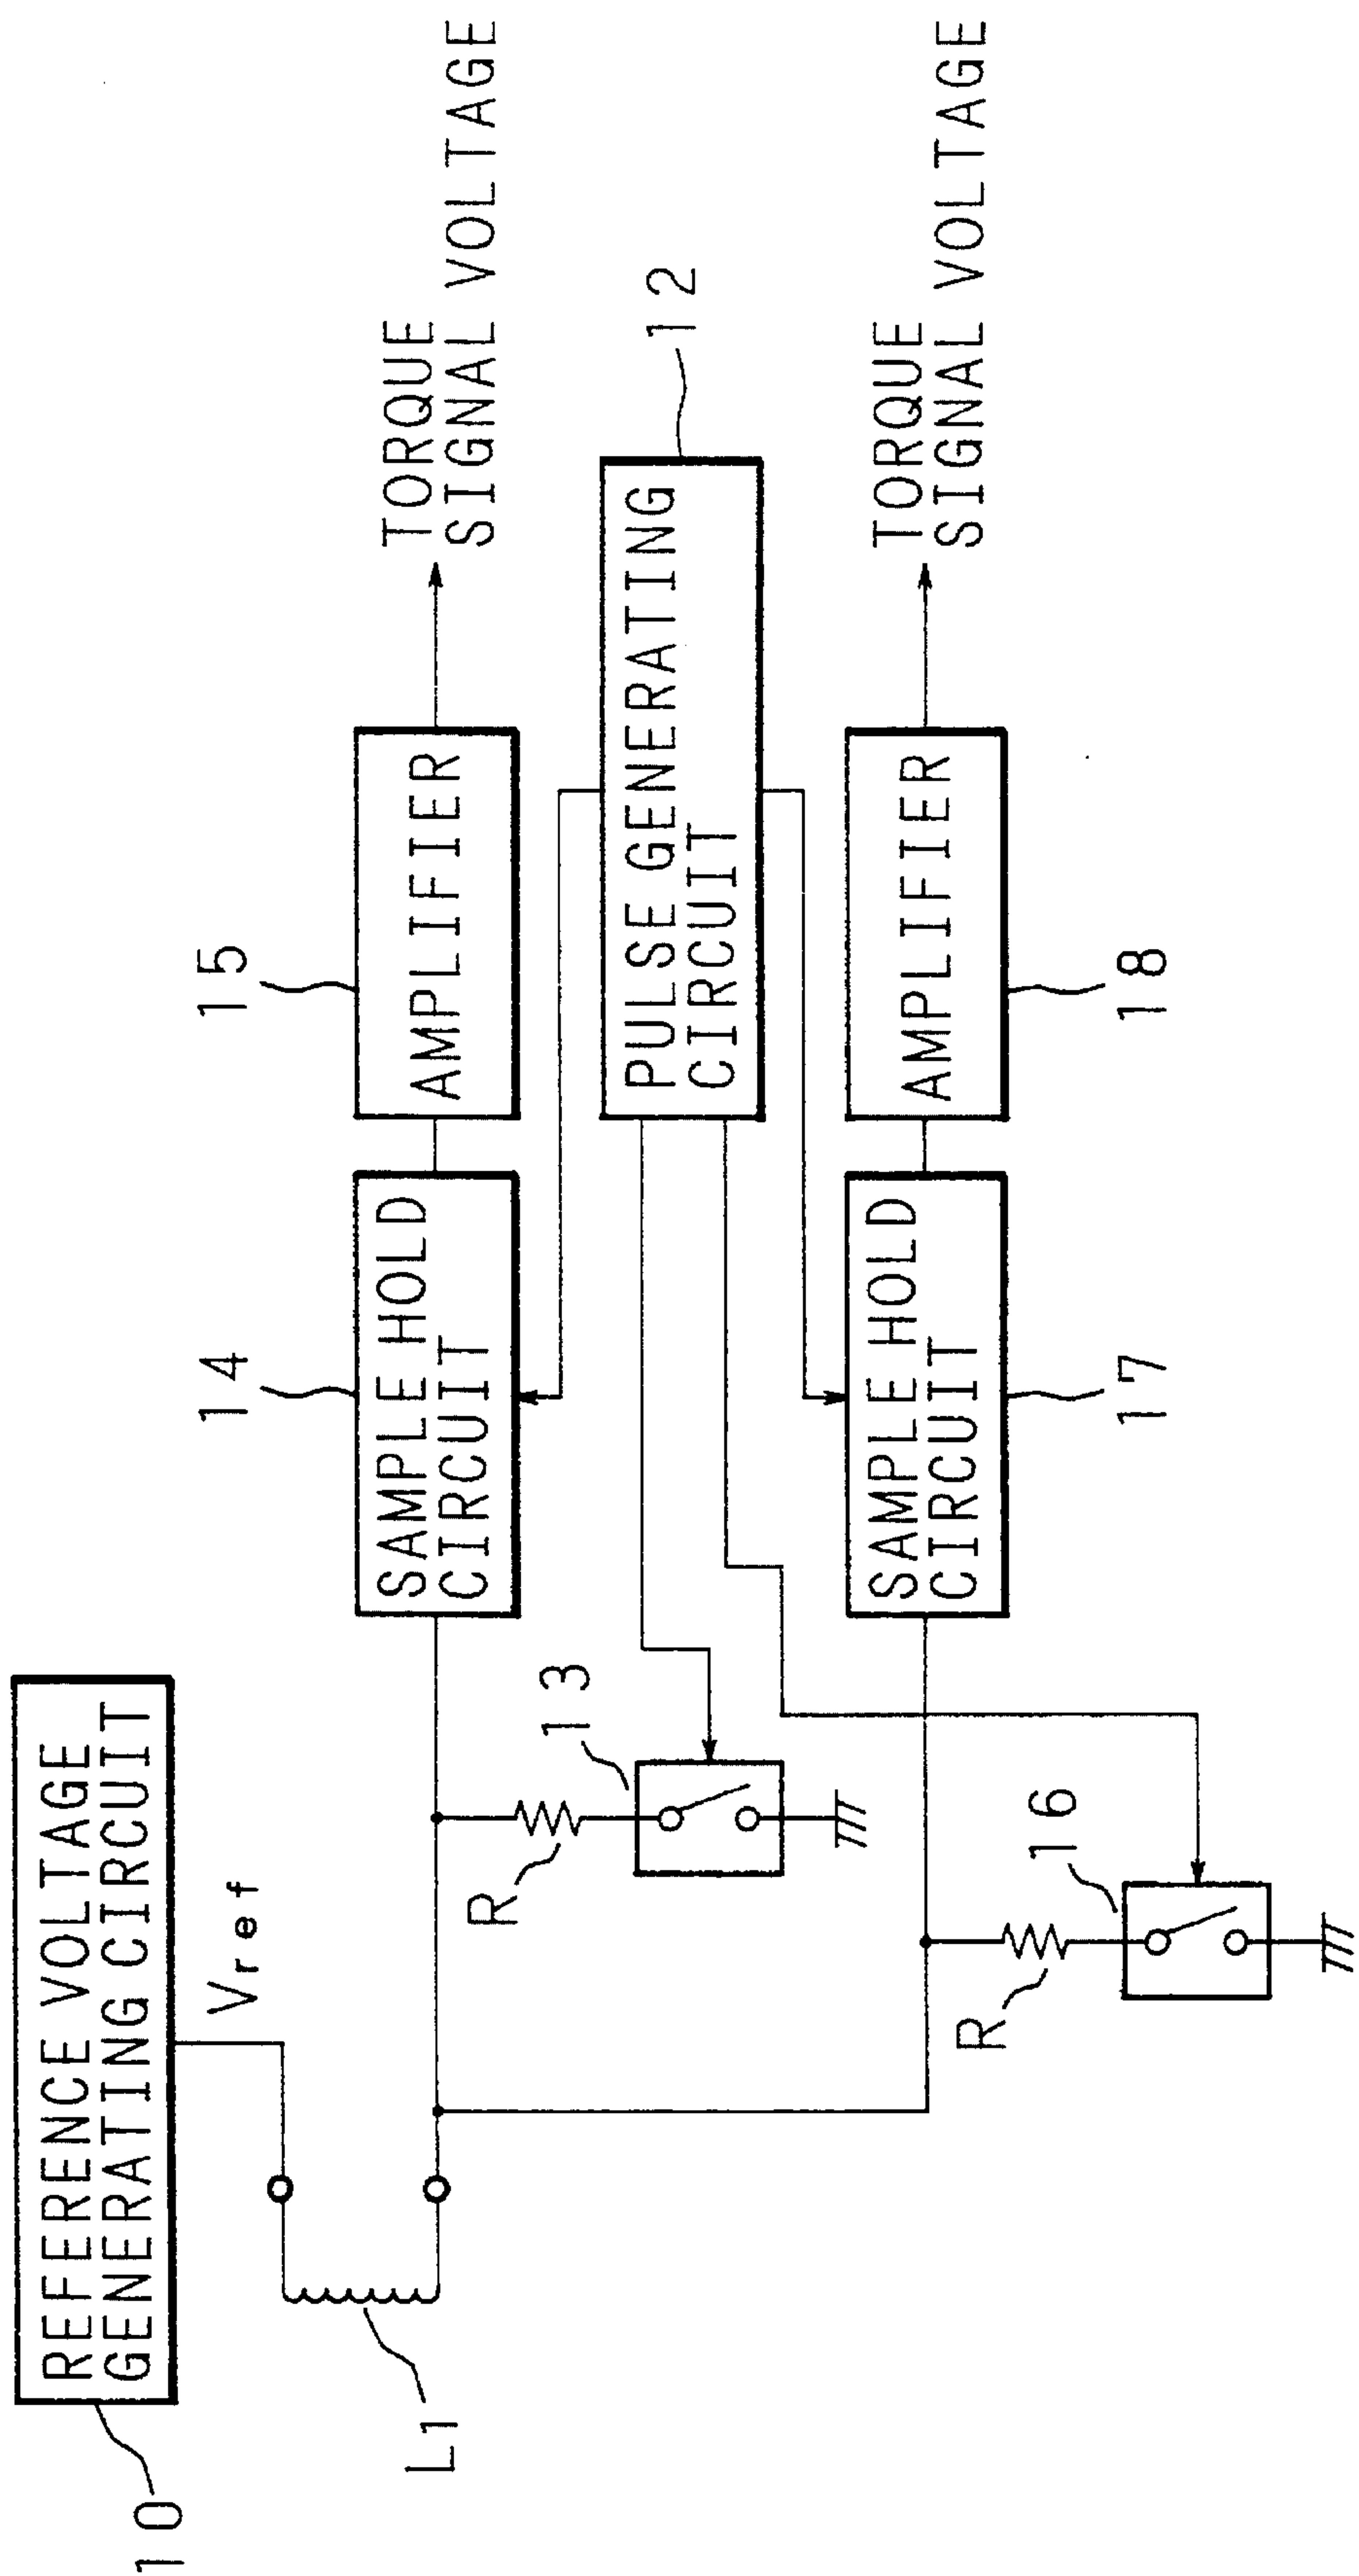 10
REFERENCE VOLTAGE
GENERATING CIRCUIT
Vref
L1
14
15
SAMPLE HOLD
CIRCUIT
AMPLIFIER
TORQUE
SIGNAL VOLTAGE
R
13
PULSE GENERATING
CIRCUIT
12
SAMPLE HOLD
CIRCUIT
AMPLIFIER
TORQUE
SIGNAL VOLTAGE
R
16
17
18